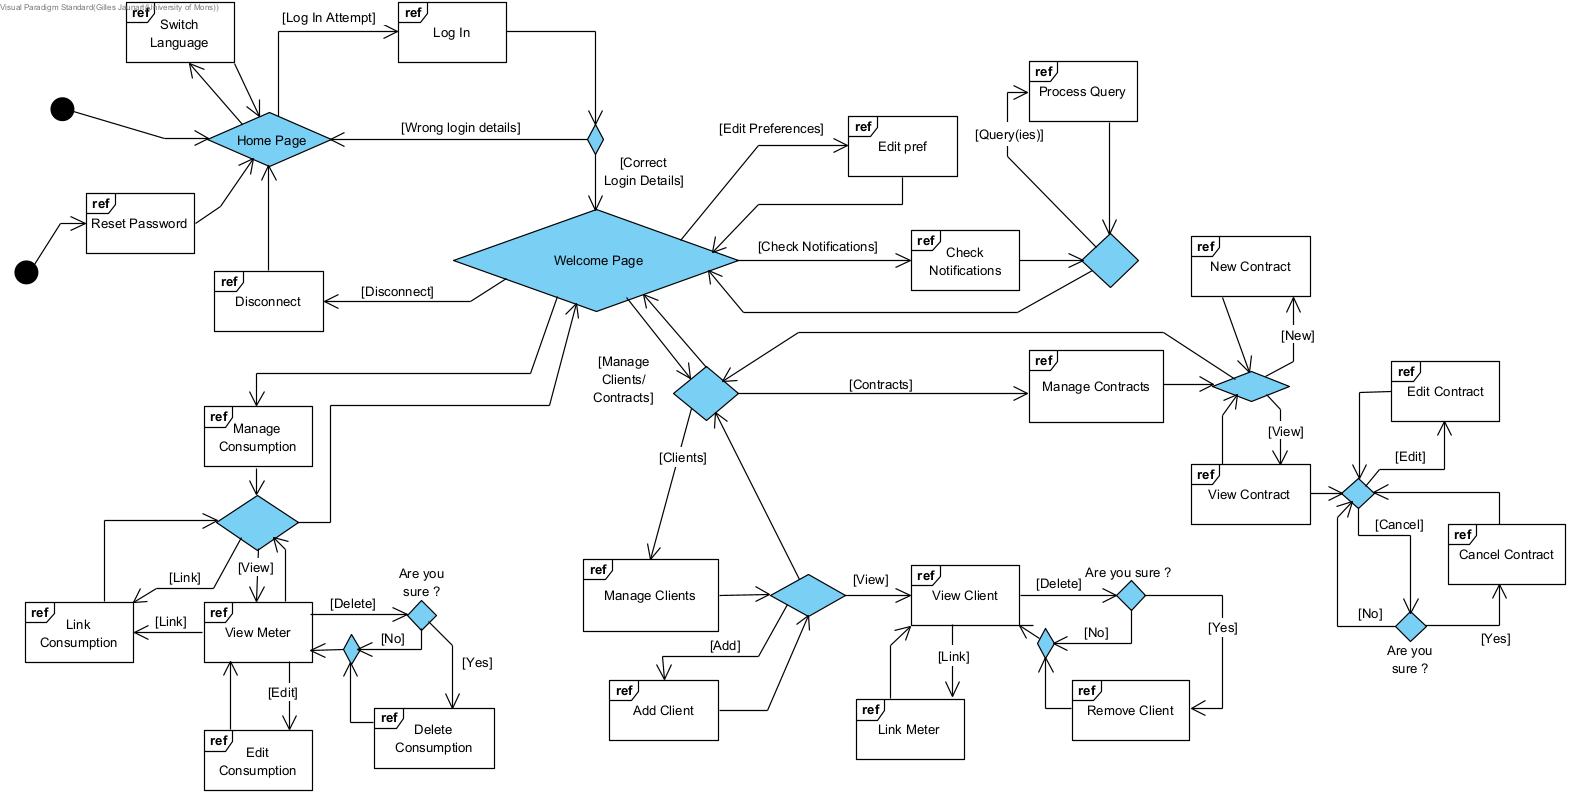 Visual Paradigm Standard(Gilles Jaunart(University of Mons))
ref
Switch
Language
[Log In Attempt]
ref
Log In
Home Page
[Wrong login details]
[Correct
Login Details]
ref
Reset Password
ref
Disconnect
[Disconnect]
Welcome Page
[Edit Preferences]
ref
Edit pref
[Check Notifications]
ref
Check
Notifications
[Query(ies)]
ref
Process Query
ref
New Contract
[New]
[Manage
Clients/
Contracts]
[Contracts]
ref
Manage Contracts
[View]
ref
View Contract
ref
Edit Contract
[Edit]
[Cancel]
ref
Cancel Contract
[No]
[Yes]
Are you
sure ?
ref
Manage
Consumption
[Link]
[View]
ref
Link
Consumption
[Link]
ref
View Meter
[Delete]
Are you
sure ?
[No]
[Yes]
[Edit]
ref
Edit
Consumption
ref
Delete
Consumption
[Clients]
ref
Manage Clients
[View]
[Add]
ref
Add Client
ref
View Client
[Delete]
Are you sure ?
[No]
[Yes]
[Link]
ref
Link Meter
ref
Remove Client